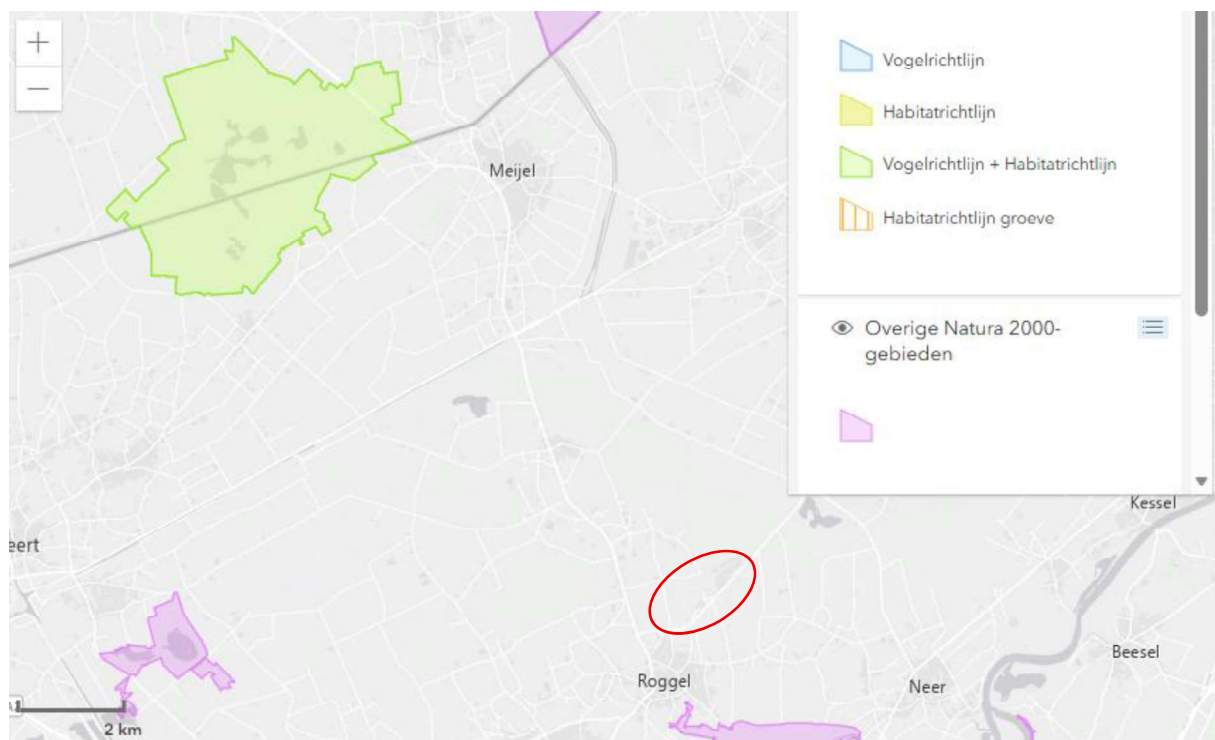 +
−
Vogelrichtlijn
Habitatrichtlijn
Vogelrichtlijn + Habitatrichtlijn
Habitatrichtlijn groeve
Overige Natura 2000-
gebieden
Meijel
Kessel
eert
Beesel
Roggel
Neer
2 km